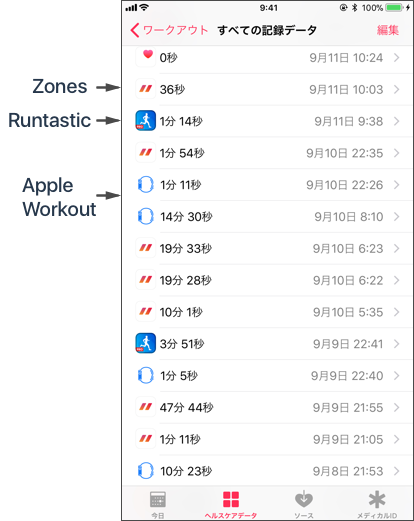 9:41
100%
ワークアウト すべての記録データ 編集
0秒 9月11日 10:24
Zones
36秒 9月11日 10:03
Runtastic
1分 14秒 9月11日 9:38
1分 54秒 9月10日 22:35
Apple
Workout
1分 11秒 9月10日 22:26
14分 30秒 9月10日 8:10
19分 33秒 9月10日 6:23
19分 28秒 9月10日 6:22
10分 1秒 9月10日 5:35
3分 51秒 9月9日 22:41
1分 5秒 9月9日 22:40
47分 44秒 9月9日 21:55
1分 11秒 9月9日 21:05
10分 23秒 9月8日 21:53
今日 ヘルスケアデータ ソース メディカルID